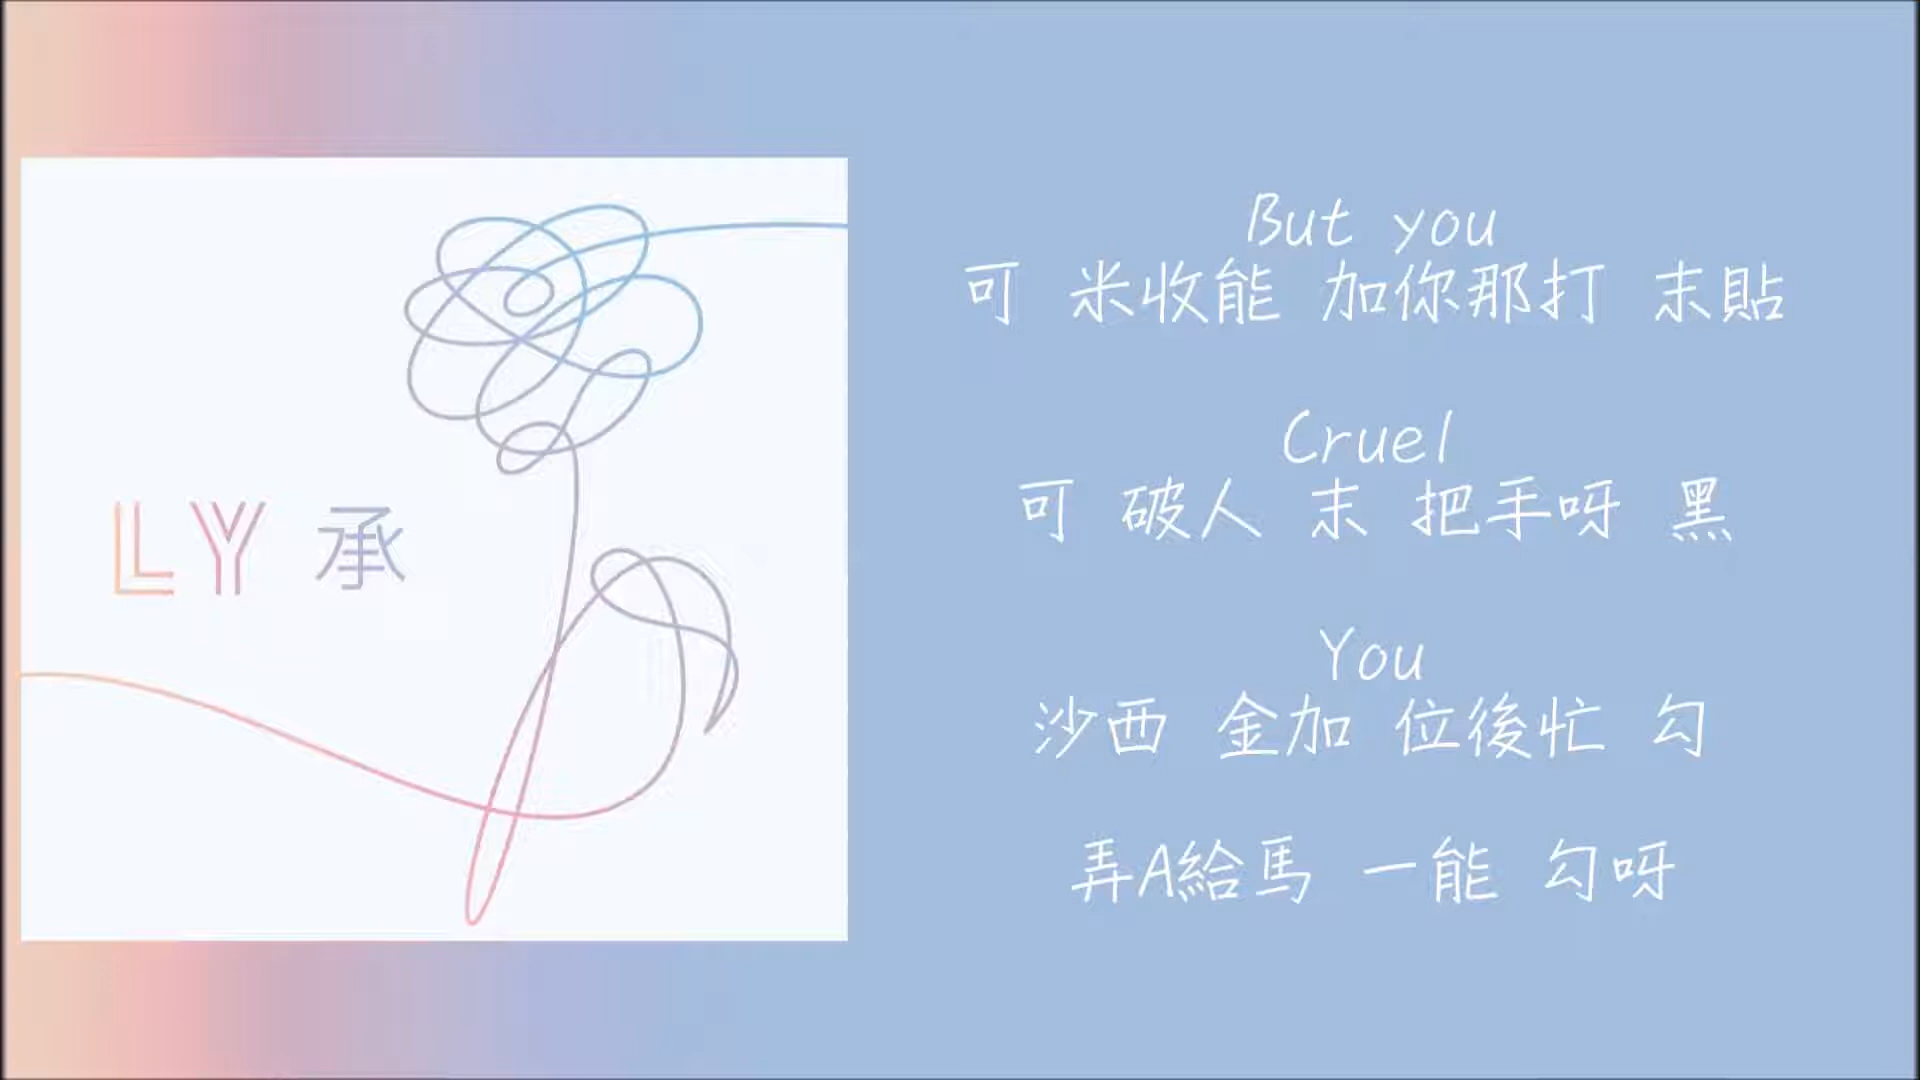 LY 承
But you
可 米收能 加你那打 末貼
Cruel
可 破人 末 把手呀 黑
You
沙西 金加 位後忙 勾
弄A給馬 一能 勾呀